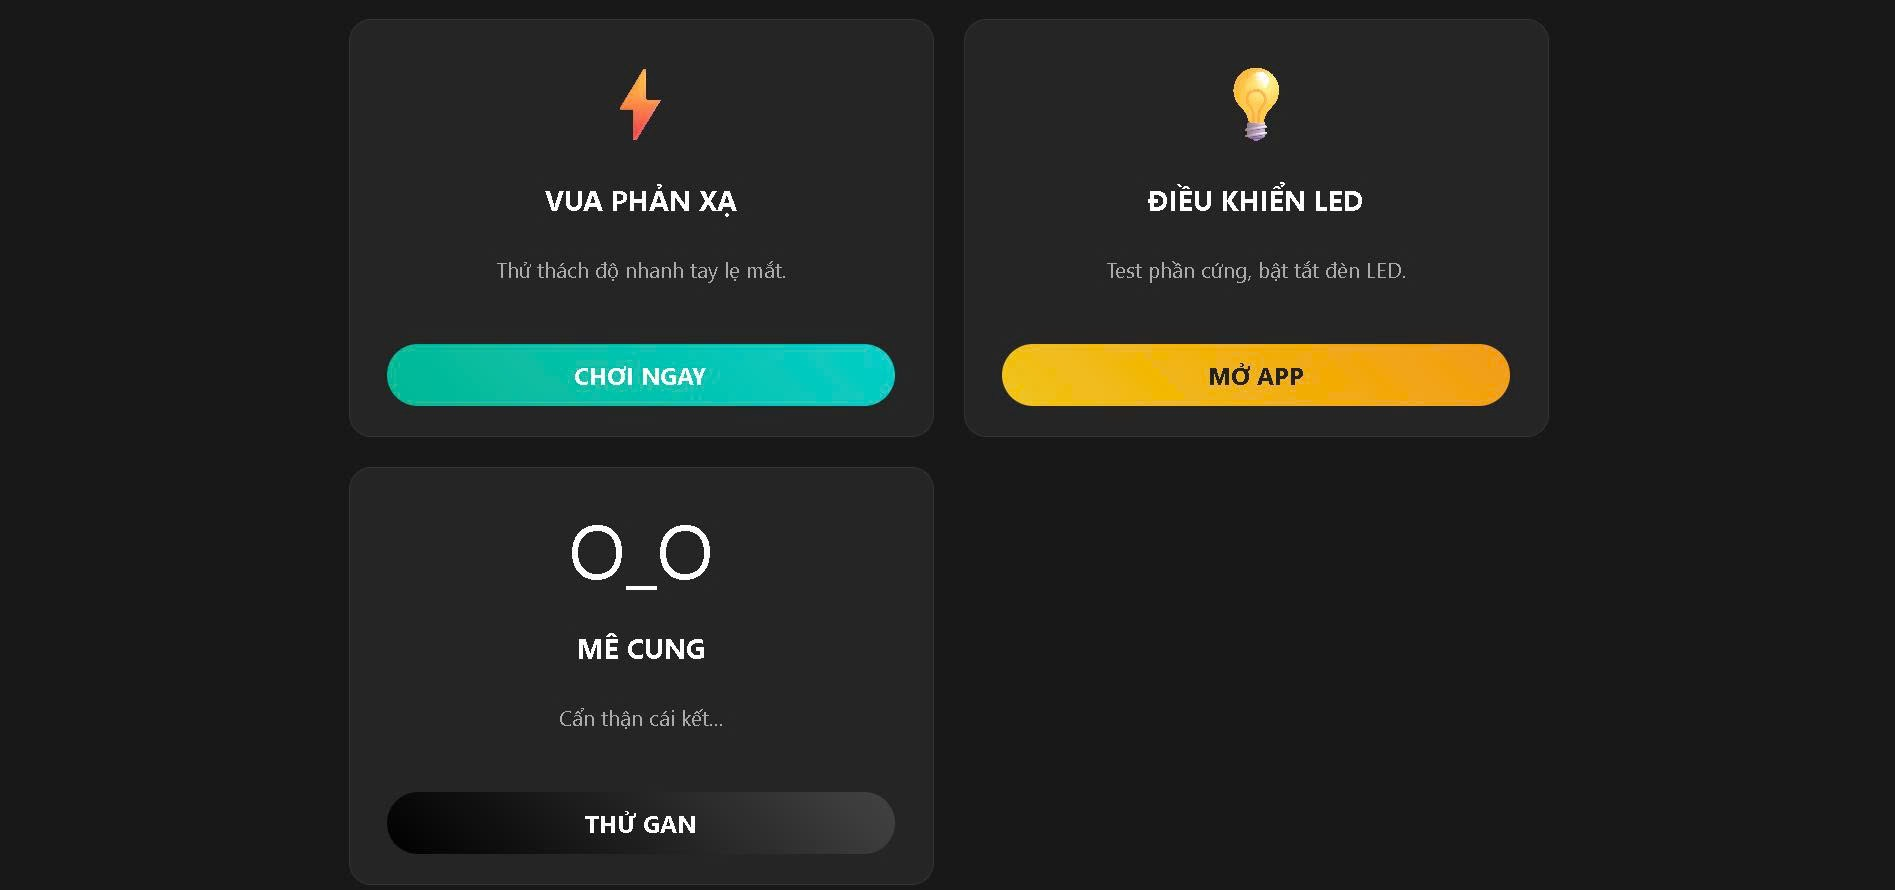 VUA PHẢN XẠ
Thử thách độ nhanh tay lẹ mắt.
CHƠI NGAY
ĐIỀU KHIỂN LED
Test phần cứng, bật tắt đèn LED.
MỞ APP
O_O
MÊ CUNG
Cẩn thận cái kết...
THỬ GAN